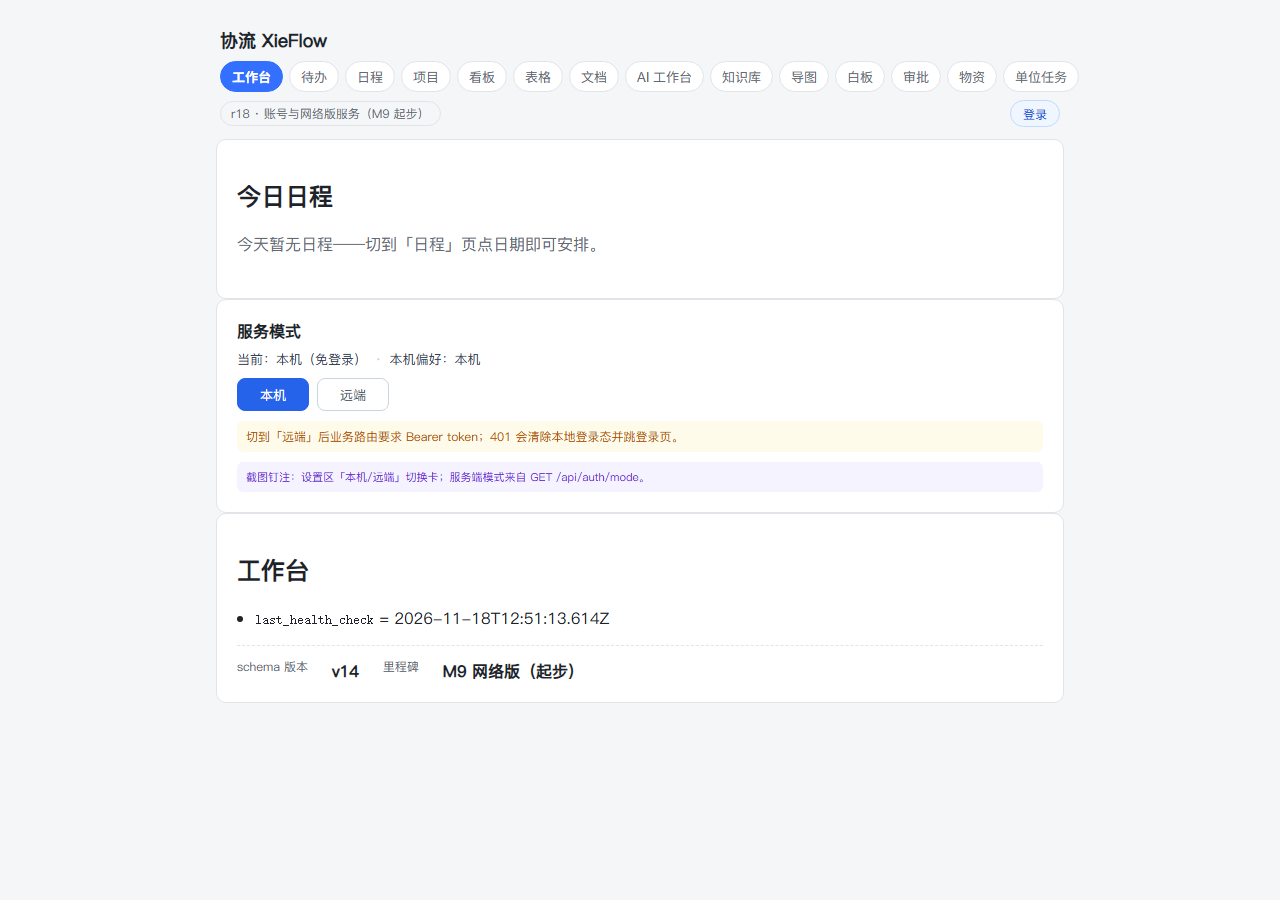 协流 XieFlow
工作台 待办 日程 项目 看板 表格 文档 AI 工作台 知识库 导图 白板 审批 物资 单位任务
r18 · 账号与网络版服务（M9 起步） 登录
今日日程
今天暂无日程——切到「日程」页点日期即可安排。
服务模式
当前：本机（免登录） · 本机偏好：本机
本机 远端
切到「远端」后业务路由要求 Bearer token；401 会清除本地登录态并跳登录页。
截图钉注：设置区「本机/远端」切换卡；服务端模式来自 GET /api/auth/mode。
工作台
last_health_check = 2026-11-18T12:51:13.614Z
schema 版本 v14 里程碑 M9 网络版（起步）